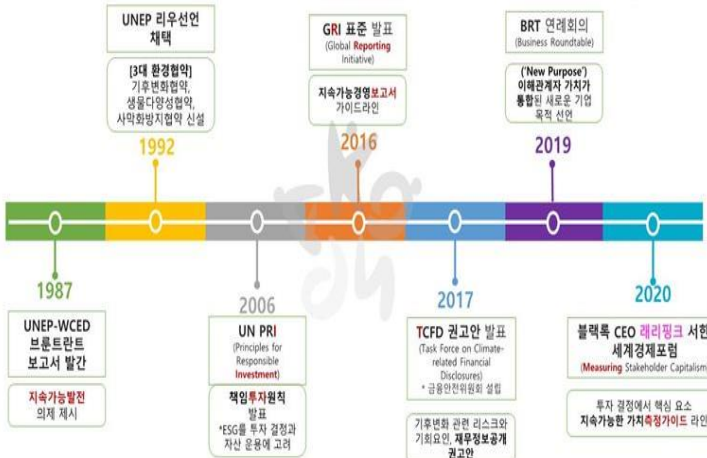 UNEP 리우선언
채택
[3대 환경협약]
기후변화협약,
생물다양성협약,
사막화방지협약 신설
1992
GRI 표준 발표
(Global Reporting
Initiative)
지속가능경영보고서
가이드라인
2016
BRT 연례회의
(Business Roundtable)
('New Purpose')
이해관계자 가치가
통합된 새로운 기업
목적 선언
2019
1987
UNEP-WCED
브룬트란트
보고서 발간
지속가능발전
의제 제시
2006
UN PRI
(Principles for
Responsible
Investment)
책임투자원칙
발표
*ESG를 투자 결정과
자산 운용에 고려
2017
TCFD 권고안 발표
(Task Force on Climate-
related Financial
Disclosures)
* 금융안전위원회 설립
기후변화 관련 리스크와
기회요인, 재무정보공개
권고안
2020
블랙록 CEO 래리핑크 서한
세계경제포럼
(Measuring Stakeholder Capitalism)
투자 결정에서 핵심 요소
지속가능한 가치측정가이드 라인